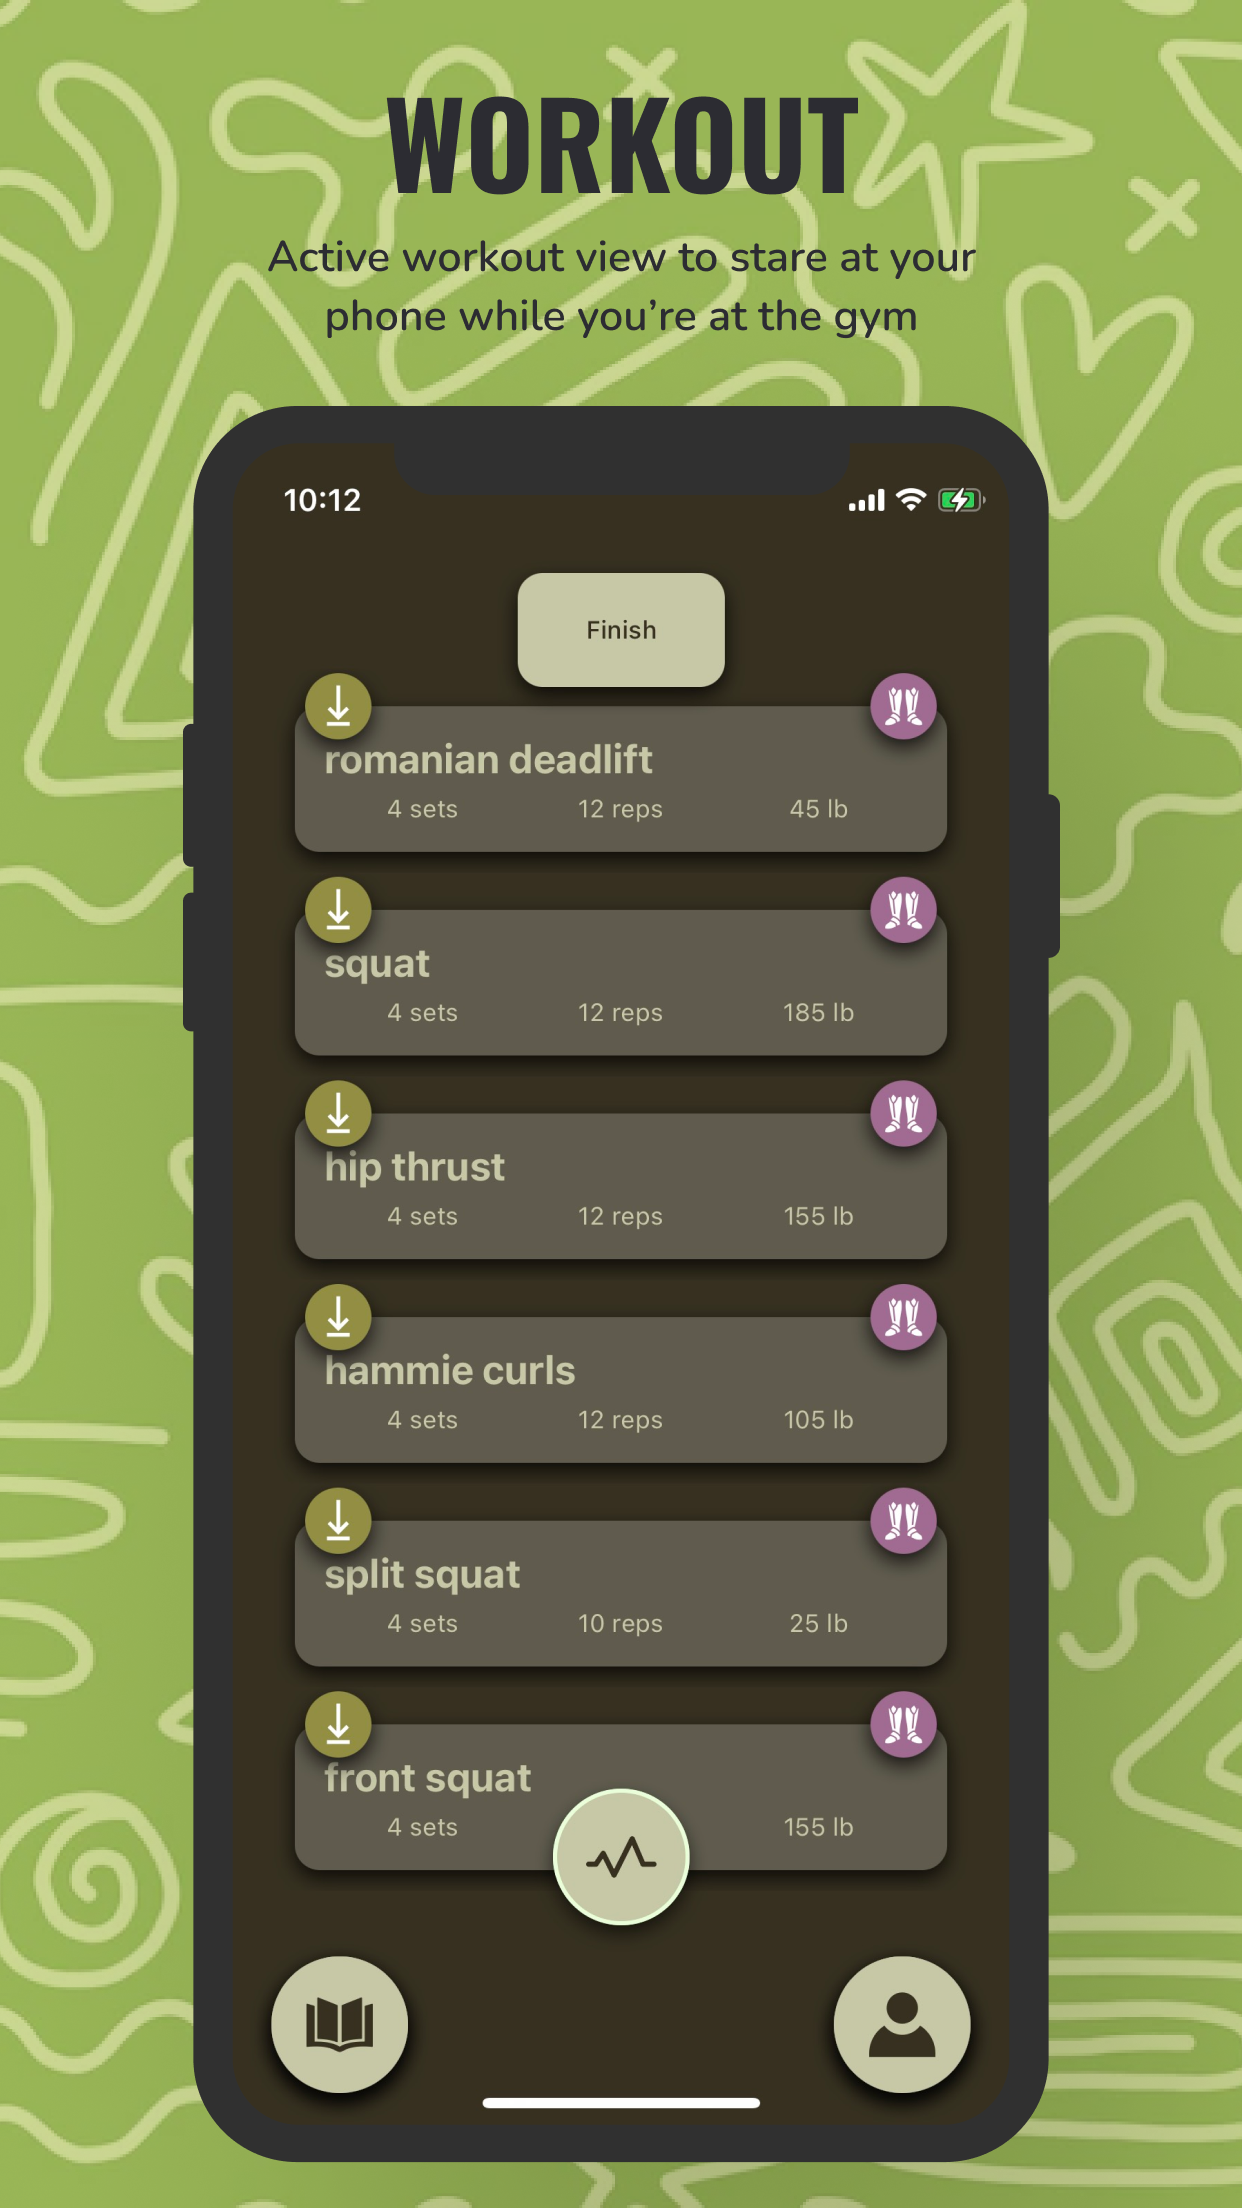 WORKOUT
Active workout view to stare at your
phone while you’re at the gym
10:12
Finish
romanian deadlift
4 sets 12 reps 45 lb
squat
4 sets 12 reps 185 lb
hip thrust
4 sets 12 reps 155 lb
hammie curls
4 sets 12 reps 105 lb
split squat
4 sets 10 reps 25 lb
front squat
4 sets 155 lb